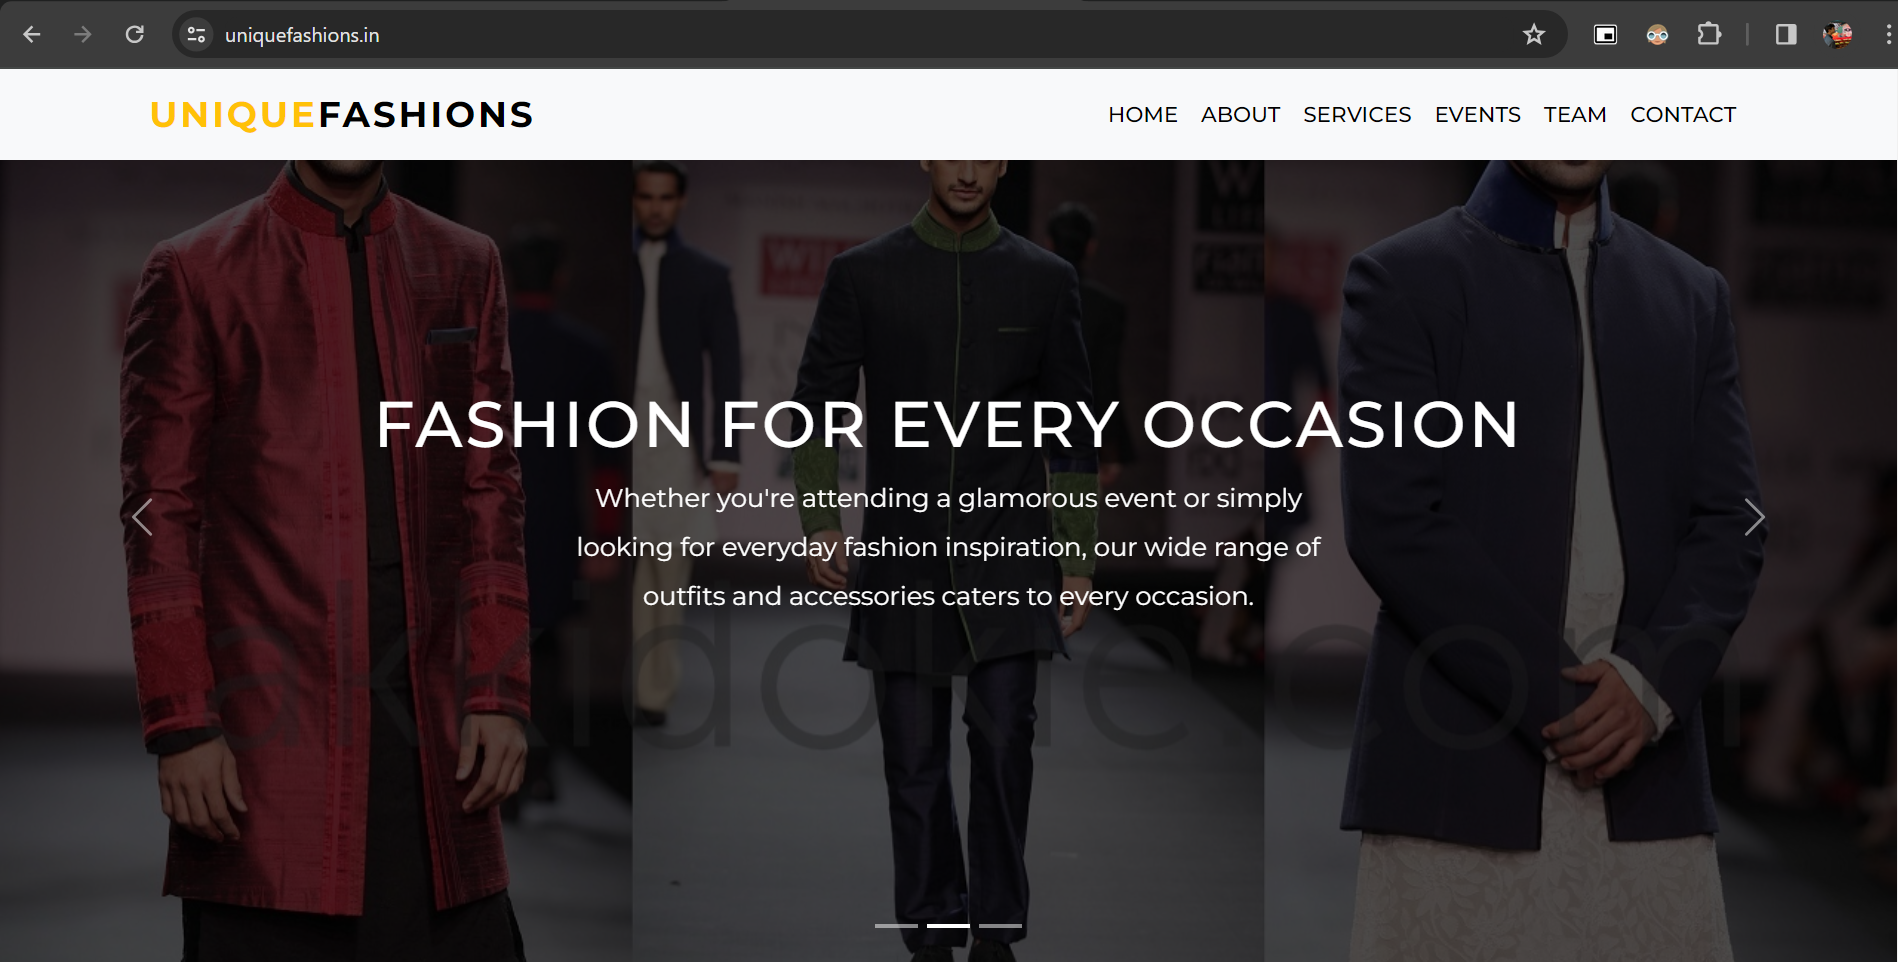 uniquefashions.in
UNIQUEFASHIONS
HOME ABOUT SERVICES EVENTS TEAM CONTACT
FASHION FOR EVERY OCCASION
Whether you're attending a glamorous event or simply
looking for everyday fashion inspiration, our wide range of
outfits and accessories caters to every occasion.
akkidokie.com